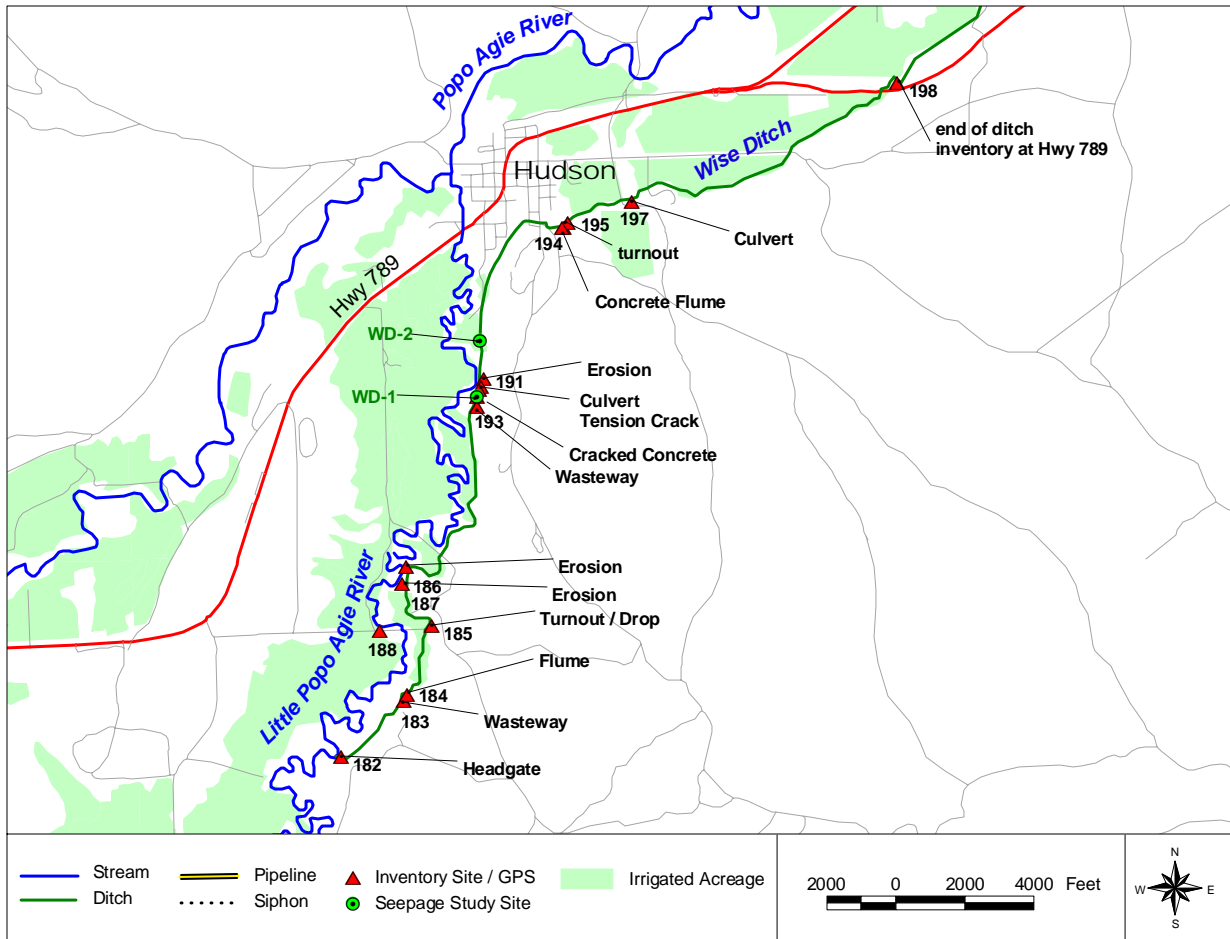 Popo Agie River
198
end of ditch
inventory at Hwy 789
Wise Ditch
Hudson
197
Culvert
195
turnout
194
Concrete Flume
Hwy 789
WD-2
Erosion
191
Culvert
Tension Crack
WD-1
193
Cracked Concrete
Wasteway
Erosion
186
Erosion
187
Turnout / Drop
185
188
Little Popo Agie River
Flume
184
183
Wasteway
182
Headgate
Stream
Ditch
Pipeline
Siphon
Inventory Site / GPS
Seepage Study Site
Irrigated Acreage
2000 0 2000 4000 Feet
N
W E
S